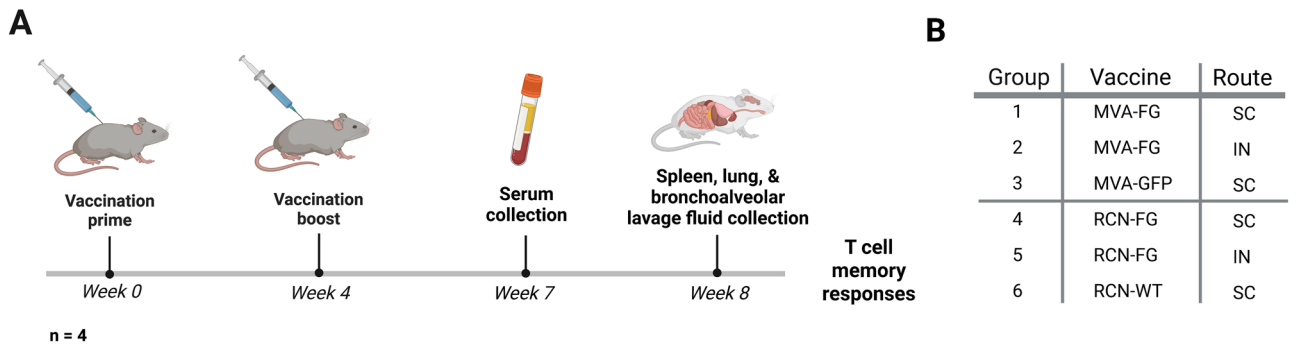 A
Vaccination
prime
Vaccination
boost
Serum
collection
Spleen, lung, &
bronchoalveolar
lavage fluid collection
Week 0
Week 4
Week 7
Week 8
T cell
memory
responses
n = 4
B
Group Vaccine Route
1 MVA-FG SC
2 MVA-FG IN
3 MVA-GFP SC
4 RCN-FG SC
5 RCN-FG IN
6 RCN-WT SC